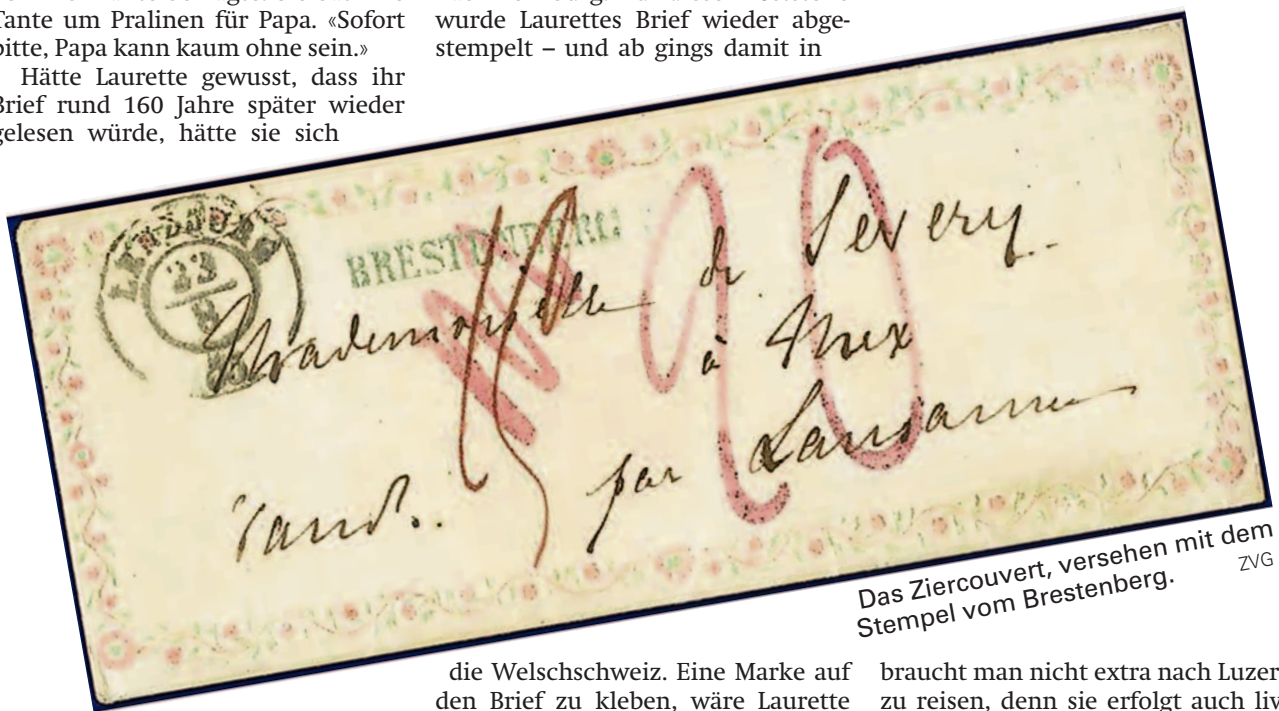 Tante um Pralinen für Papa. «Sofort
bitte, Papa kann kaum ohne sein.»
Hätte Laurette gewusst, dass ihr
Brief rund 160 Jahre später wieder
gelesen würde, hätte sie sich
wurde Laurettes Brief wieder abge-
stempelt – und ab gings damit in
LENZBURG
23
8
BRESTENBERG
Mademoiselle de Severy.
à Mex
par Lausanne
Vaud.
20
Das Ziercouvert, versehen mit dem
Stempel vom Brestenberg.
ZVG
die Welschschweiz. Eine Marke auf
den Brief zu kleben, wäre Laurette
braucht man nicht extra nach Luzer
zu reisen, denn sie erfolgt auch liv